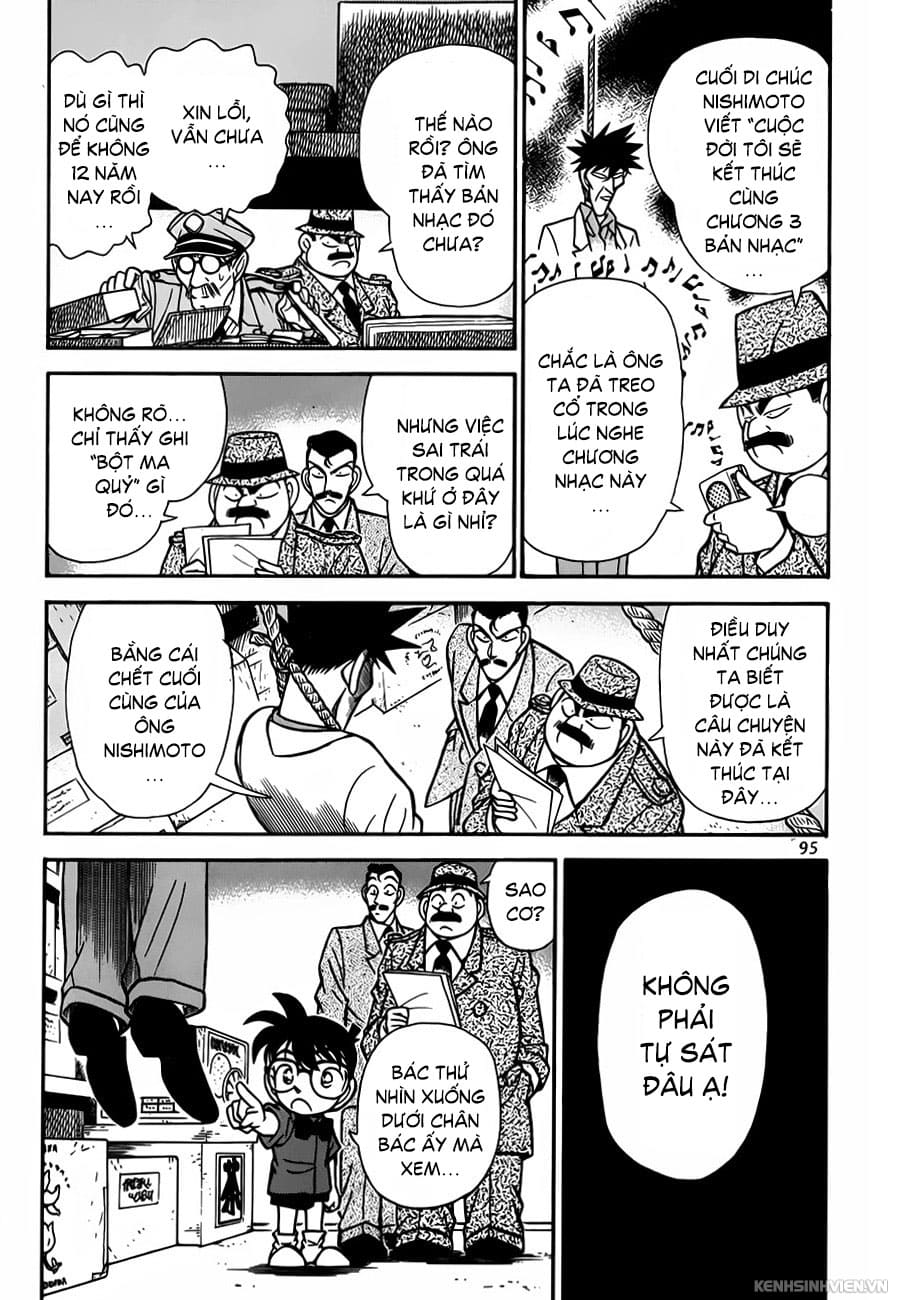 CUỐI DI CHÚC
NISHIMOTO
VIẾT "CUỘC
ĐỜI TÔI SẼ
KẾT THÚC
CÙNG
CHƯƠNG 3
BẢN NHẠC"
...
CHẮC LÀ ÔNG
TA ĐÃ TREO
CỔ TRONG
LÚC NGHE
CHƯƠNG
NHẠC NÀY
...
THẾ NÀO
RỒI? ÔNG
ĐÃ TÌM
THẤY BẢN
NHẠC ĐÓ
CHƯA?
XIN LỖI,
VẪN CHƯA
...
DÙ GÌ THÌ
NÓ CŨNG
ĐỂ KHÔNG
12 NĂM
NAY RỒI
...
NHƯNG VIỆC
SAI TRÁI
TRONG QUÁ
KHỨ Ở ĐÂY
LÀ GÌ NHỈ?
KHÔNG RÕ...
CHỈ THẤY GHI
"BỘT MA
QUỶ" GÌ
ĐÓ...
ĐIỀU DUY
NHẤT CHÚNG
TA BIẾT
ĐƯỢC LÀ
CÂU CHUYỆN
NÀY ĐÃ KẾT
THÚC TẠI
ĐÂY...
BẰNG CÁI
CHẾT CUỐI
CÙNG CỦA
ÔNG
NISHIMOTO
...
95
KHÔNG
PHẢI
TỰ SÁT
ĐÂU Ạ!
SAO
CƠ?
BÁC THỬ
NHÌN XUỐNG
DƯỚI CHÂN
BÁC ẤY MÀ
XEM...
KENHSINHVIEN.VN